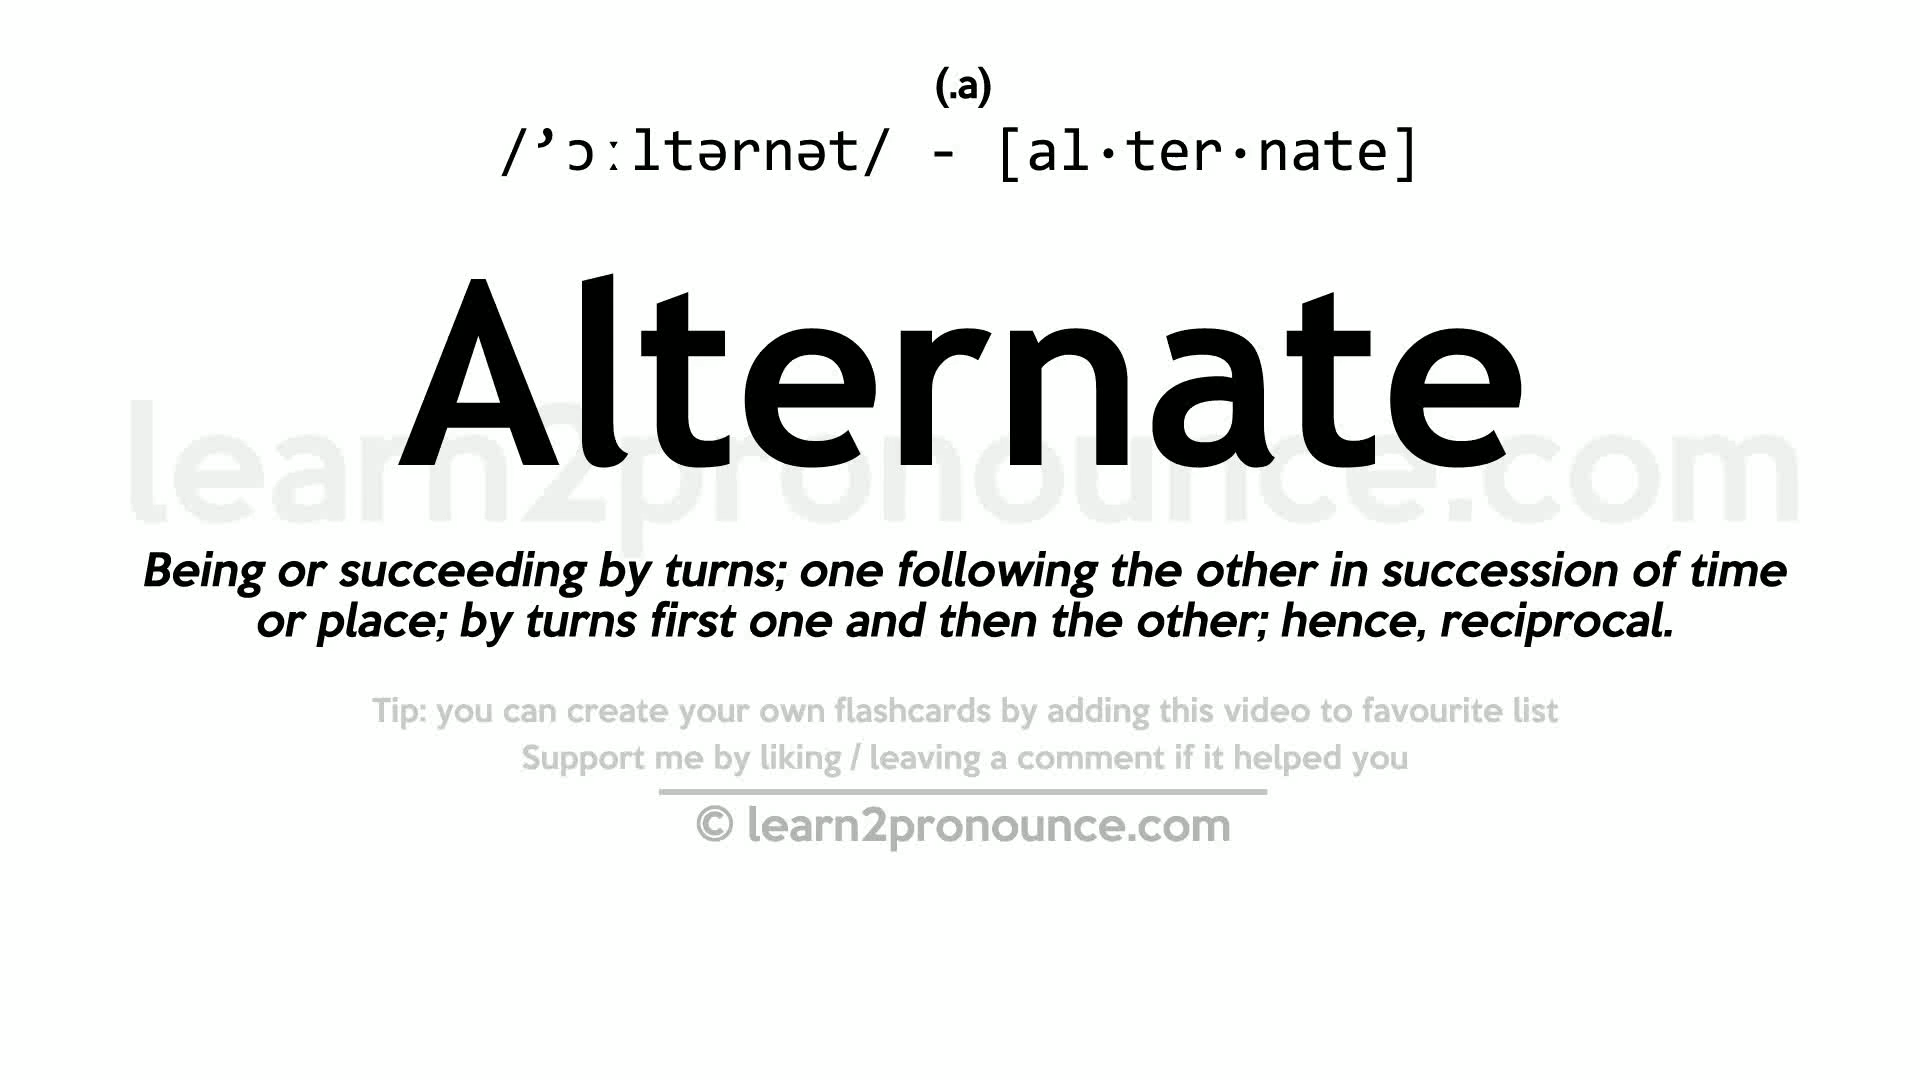 (.a)
/’ɔːltərnət/ - [al·ter·nate]
Alternate
learn2pronounce.com
Being or succeeding by turns; one following the other in succession of time
or place; by turns first one and then the other; hence, reciprocal.
Tip: you can create your own flashcards by adding this video to favourite list
Support me by liking / leaving a comment if it helped you
© learn2pronounce.com